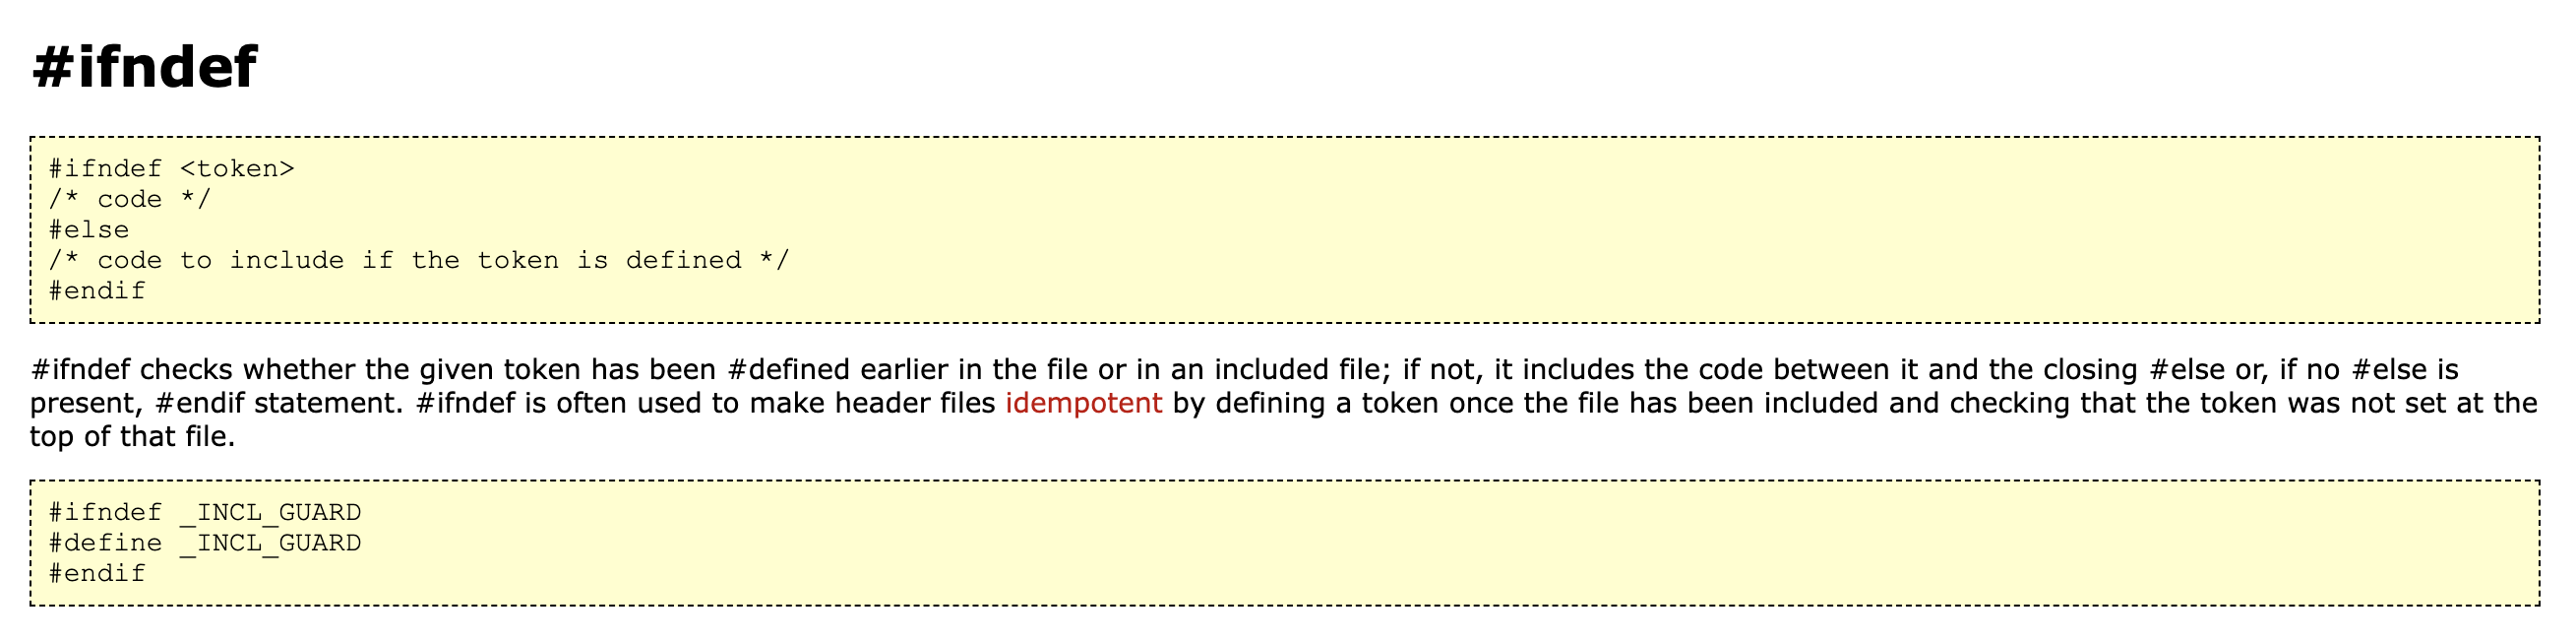 #ifndef
#ifndef <token>
/* code */
#else
/* code to include if the token is defined */
#endif
#ifndef checks whether the given token has been #defined earlier in the file or in an included file; if not, it includes the code between it and the closing #else or, if no #else is
present, #endif statement. #ifndef is often used to make header files idempotent by defining a token once the file has been included and checking that the token was not set at the
top of that file.
#ifndef _INCL_GUARD
#define _INCL_GUARD
#endif